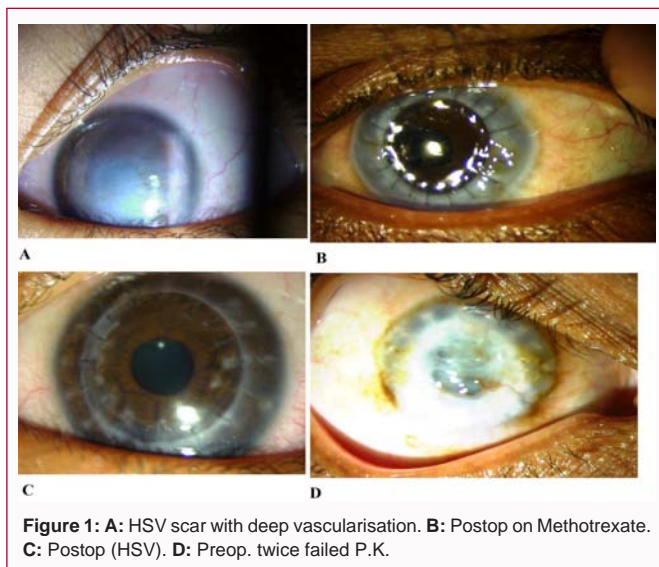 A
B
C
D
Figure 1: A: HSV scar with deep vascularisation. B: Postop on Methotrexate.
C: Postop (HSV). D: Preop. twice failed P.K.